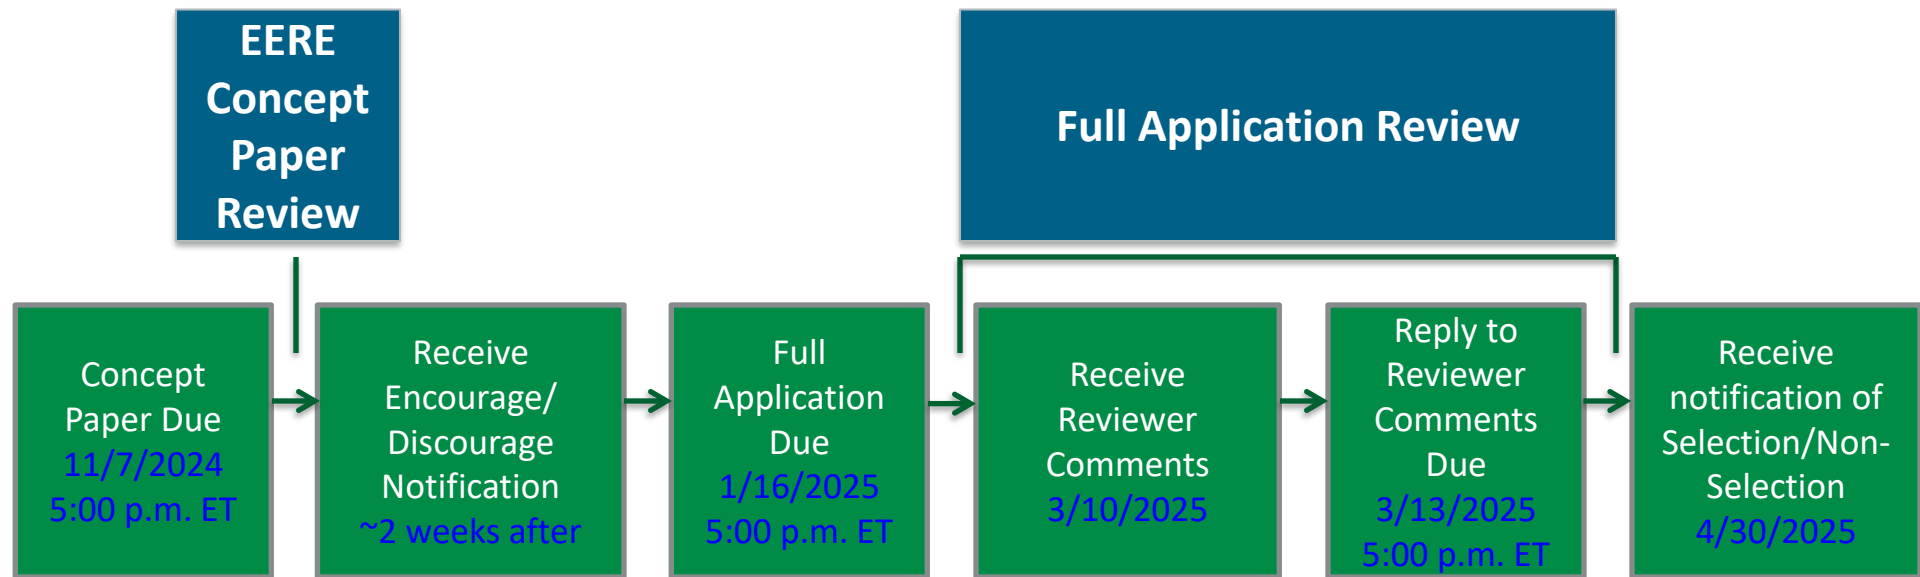 EERE
Concept
Paper
Review
Full Application Review
Concept
Paper Due
11/7/2024
5:00 p.m. ET
Receive
Encourage/
Discourage
Notification
~2 weeks after
Full
Application
Due
1/16/2025
5:00 p.m. ET
Receive
Reviewer
Comments
3/10/2025
Reply to
Reviewer
Comments
Due
3/13/2025
5:00 p.m. ET
Receive
notification of
Selection/Non-
Selection
4/30/2025